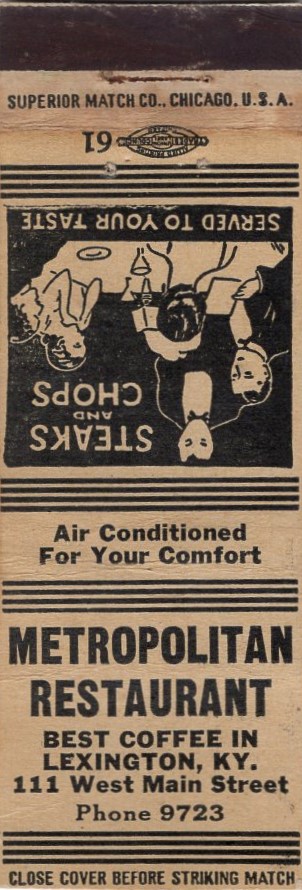 SUPERIOR MATCH CO., CHICAGO, U.S.A.
61
SERVED TO YOUR TASTE
STEAKS
AND
CHOPS
Air Conditioned
For Your Comfort
METROPOLITAN
RESTAURANT
BEST COFFEE IN
LEXINGTON, KY.
111 West Main Street
Phone 9723
CLOSE COVER BEFORE STRIKING MATCH